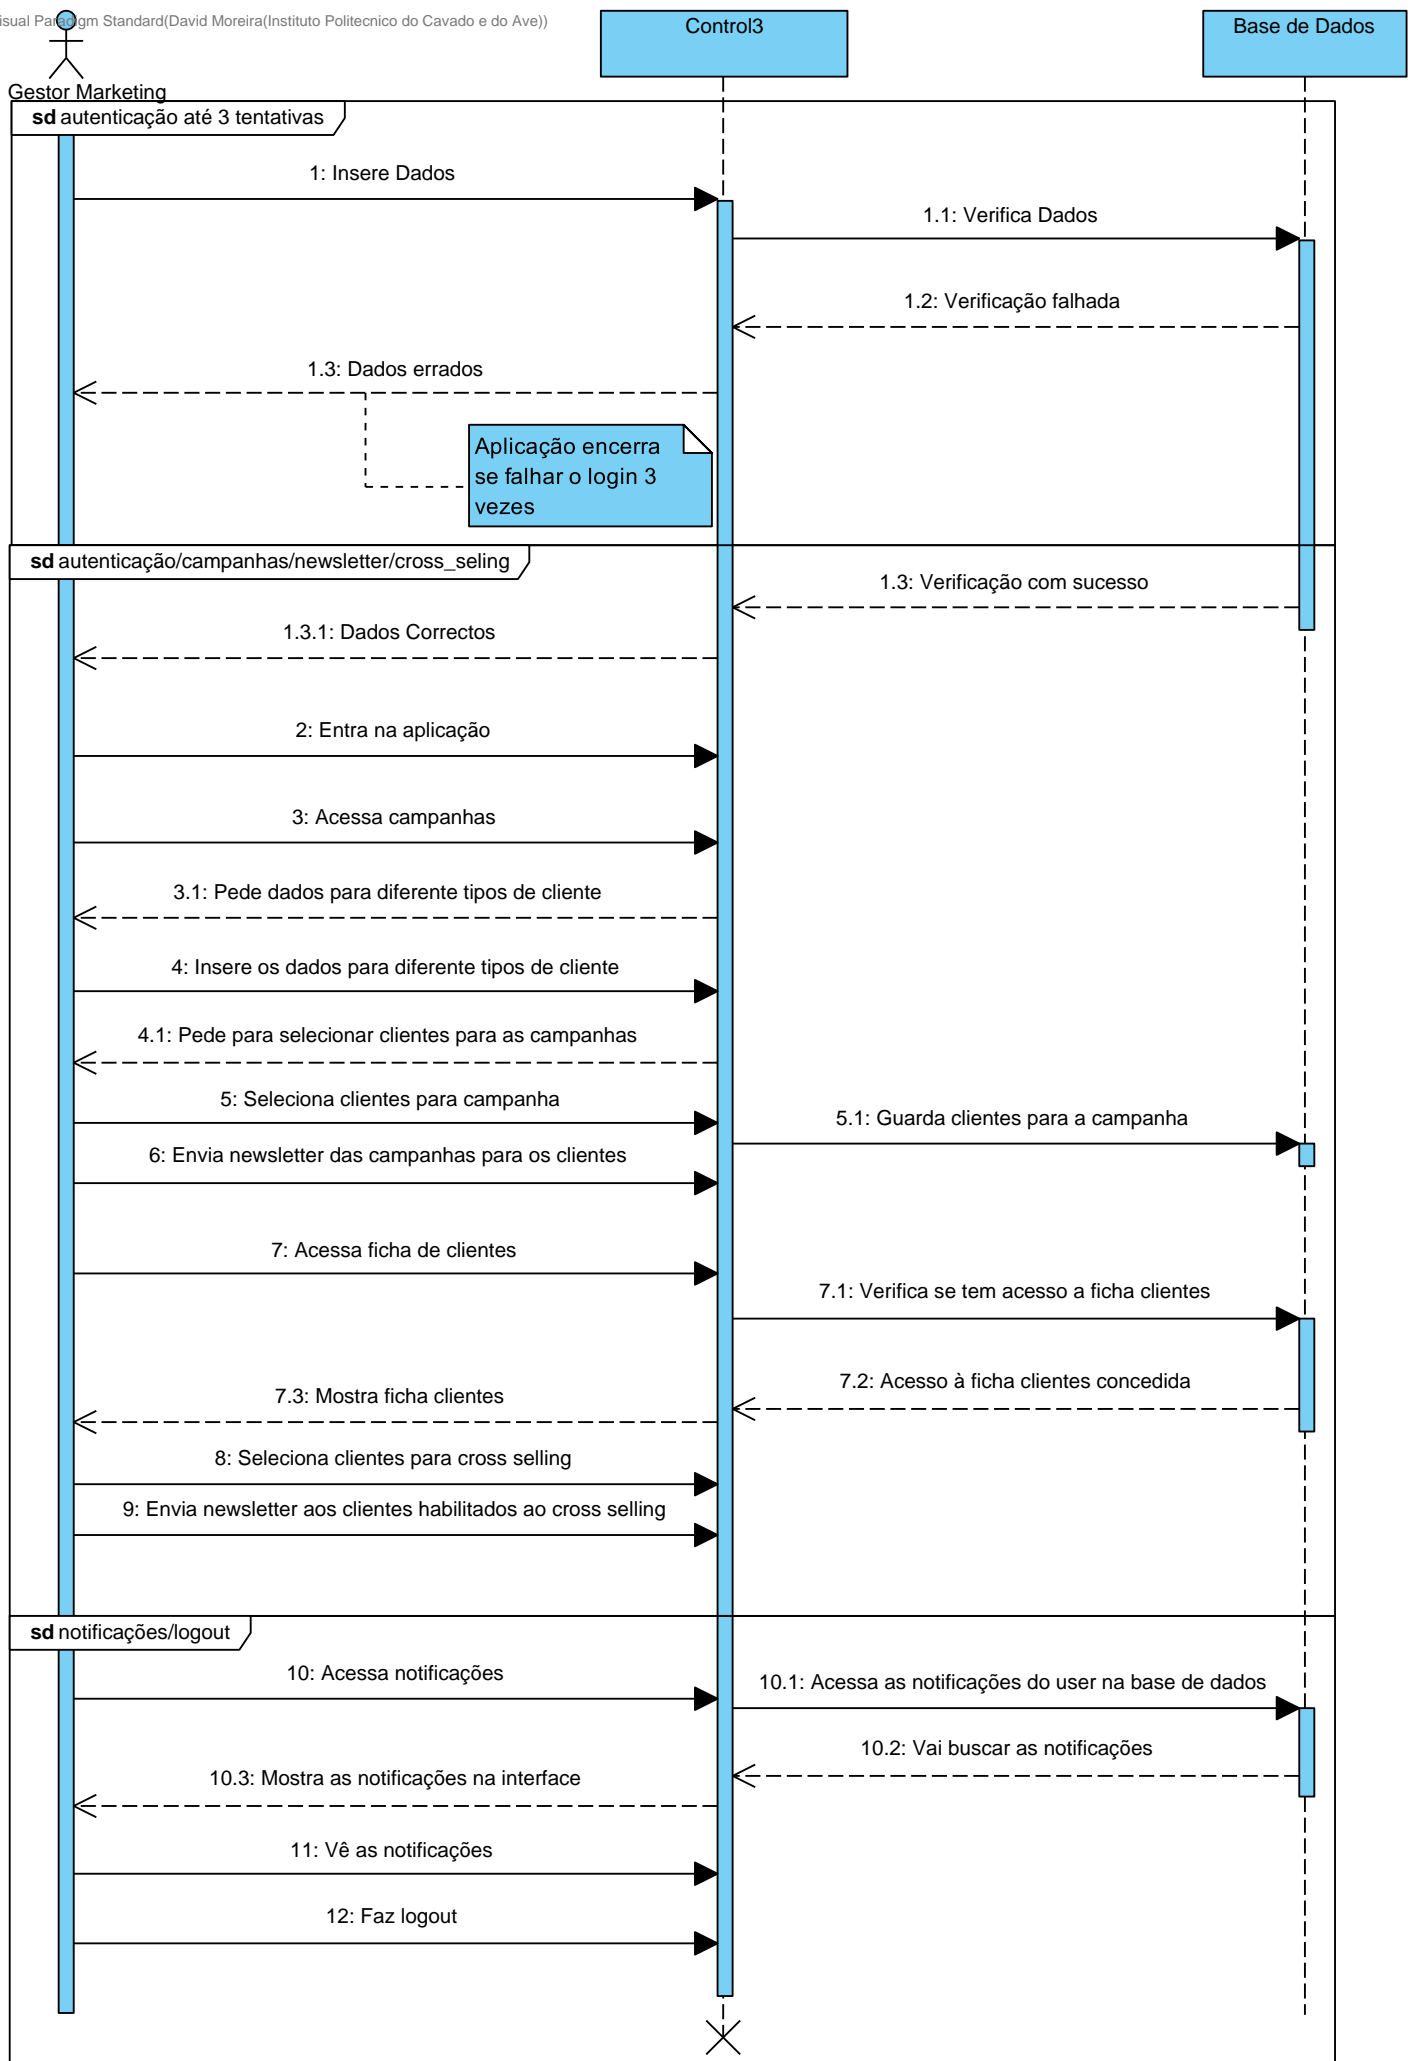 isual Paradigm Standard(David Moreira(Instituto Politecnico do Cavado e do Ave))
Control3
Base de Dados
Gestor Marketing
sd autenticação até 3 tentativas
1: Insere Dados
1.1: Verifica Dados
1.2: Verificação falhada
1.3: Dados errados
Aplicação encerra
se falhar o login 3
vezes
sd autenticação/campanhas/newsletter/cross_seling
1.3: Verificação com sucesso
1.3.1: Dados Correctos
2: Entra na aplicação
3: Acessa campanhas
3.1: Pede dados para diferente tipos de cliente
4: Insere os dados para diferente tipos de cliente
4.1: Pede para selecionar clientes para as campanhas
5: Seleciona clientes para campanha
5.1: Guarda clientes para a campanha
6: Envia newsletter das campanhas para os clientes
7: Acessa ficha de clientes
7.1: Verifica se tem acesso a ficha clientes
7.2: Acesso à ficha clientes concedida
7.3: Mostra ficha clientes
8: Seleciona clientes para cross selling
9: Envia newsletter aos clientes habilitados ao cross selling
sd notificações/logout
10: Acessa notificações
10.1: Acessa as notificações do user na base de dados
10.2: Vai buscar as notificações
10.3: Mostra as notificações na interface
11: Vê as notificações
12: Faz logout